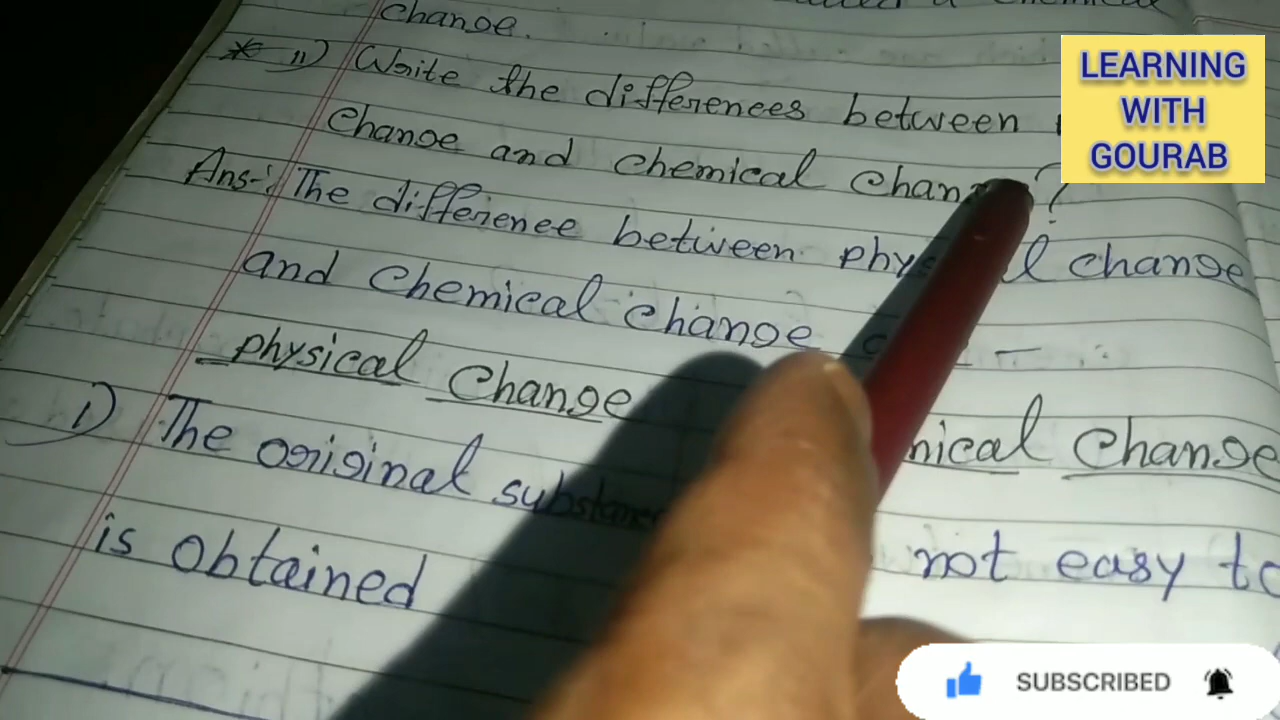 change.
* 11) Write the differences between
change and chemical chan ?
Ans-: The difference between phy l change
and chemical change
physical change nical change
1) The original substance not easy to
is obtained
LEARNING
WITH
GOURAB
SUBSCRIBED